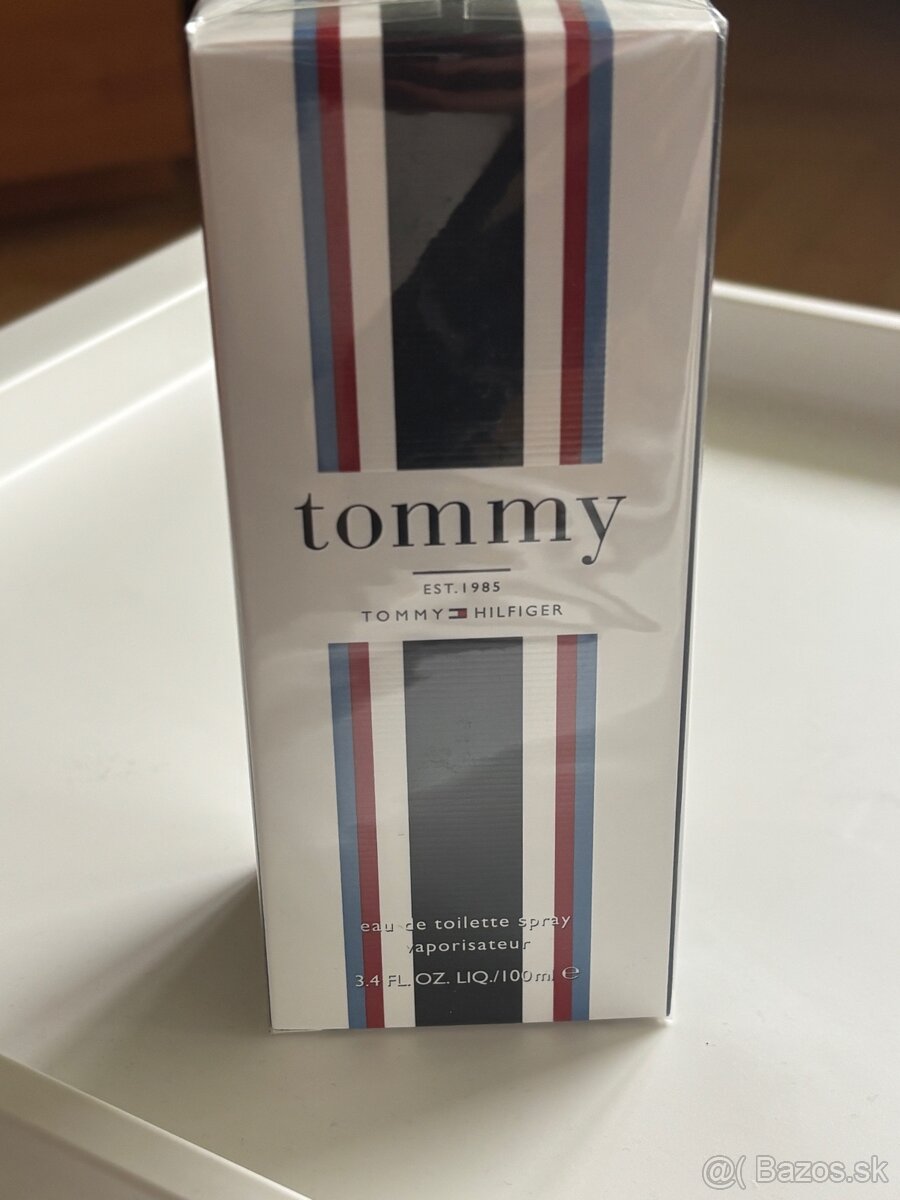 tommy
EST.1985
TOMMY HILFIGER
eau de toilette spray
vaporisateur
3.4 FL. OZ. LIQ./100ml e
@( Bazos.sk